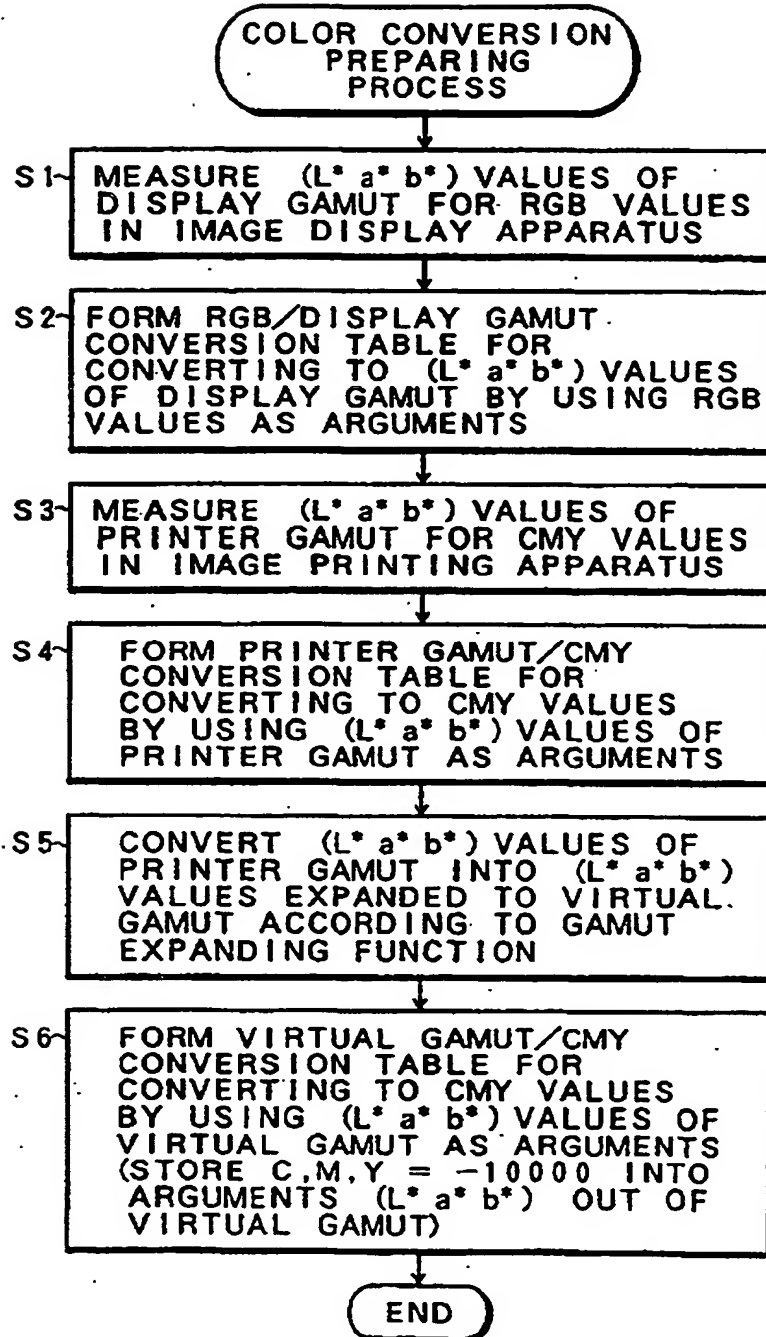 COLOR CONVERSION
PREPARING
PROCESS
S1 MEASURE (L* a* b*) VALUES OF
DISPLAY GAMUT FOR RGB VALUES
IN IMAGE DISPLAY APPARATUS
S2 FORM RGB/DISPLAY GAMUT
CONVERSION TABLE FOR
CONVERTING TO (L* a* b*) VALUES
OF DISPLAY GAMUT BY USING RGB
VALUES AS ARGUMENTS
S3 MEASURE (L* a* b*) VALUES OF
PRINTER GAMUT FOR CMY VALUES
IN IMAGE PRINTING APPARATUS
S4 FORM PRINTER GAMUT/CMY
CONVERSION TABLE FOR
CONVERTING TO CMY VALUES
BY USING (L* a* b*) VALUES OF
PRINTER GAMUT AS ARGUMENTS
S5 CONVERT (L* a* b*) VALUES OF
PRINTER GAMUT INTO (L* a* b*)
VALUES EXPANDED TO VIRTUAL
GAMUT ACCORDING TO GAMUT
EXPANDING FUNCTION
S6 FORM VIRTUAL GAMUT/CMY
CONVERSION TABLE FOR
CONVERTING TO CMY VALUES
BY USING (L* a* b*) VALUES OF
VIRTUAL GAMUT AS ARGUMENTS
(STORE C,M,Y = -10000 INTO
ARGUMENTS (L* a* b*) OUT OF
VIRTUAL GAMUT)
END